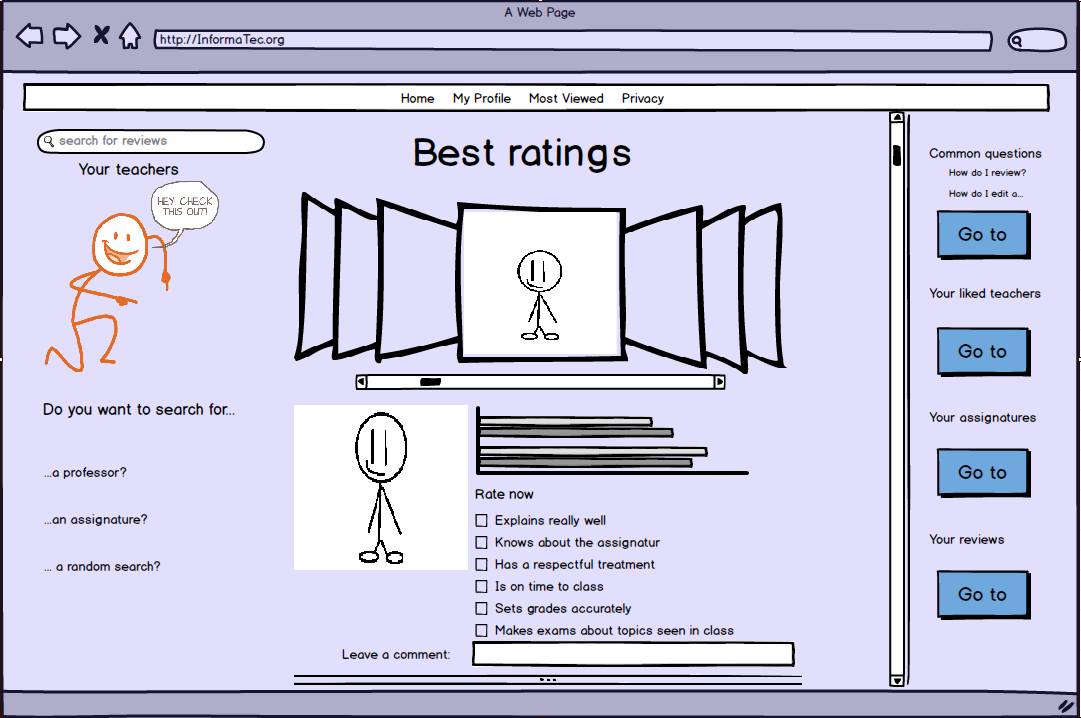 A Web Page
http://InformaTec.org
Home My Profile Most Viewed Privacy
search for reviews
Your teachers
HEY, CHECK
THIS OUT!
Do you want to search for...
...a professor?
...an assignature?
... a random search?
Best ratings
Rate now
Explains really well
Knows about the assignatur
Has a respectful treatment
Is on time to class
Sets grades accurately
Makes exams about topics seen in class
Leave a comment:
Common questions
How do I review?
How do I edit a...
Go to
Your liked teachers
Go to
Your assignatures
Go to
Your reviews
Go to